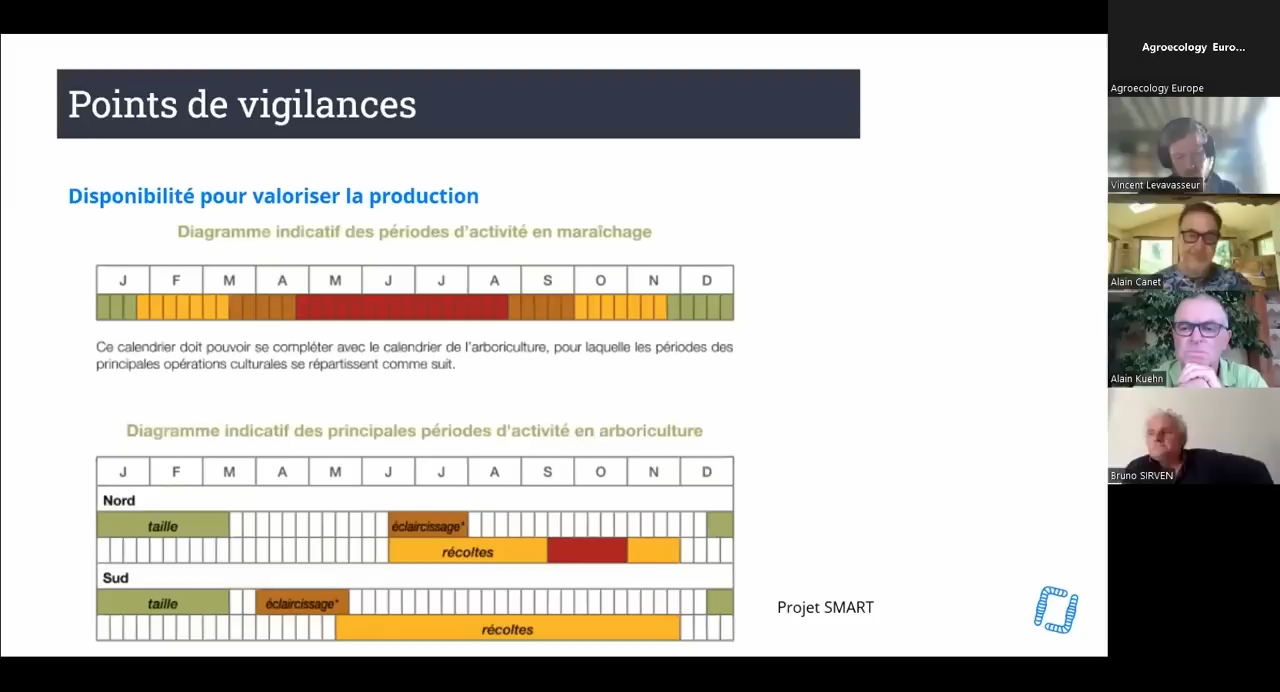 Points de vigilances
Disponibilité pour valoriser la production
Diagramme indicatif des périodes d'activité en maraîchage
J F M A M J J A S O N D
Ce calendrier doit pouvoir se compléter avec le calendrier de l'arboriculture, pour laquelle les périodes des
principales opérations culturales se répartissent comme suit.
Diagramme indicatif des principales périodes d'activité en arboriculture
J F M A M J J A S O N D
Nord
taille éclaircissage*
récoltes
Sud
taille éclaircissage*
récoltes
Projet SMART
Agroecology Euro...
Agroecology Europe
Vincent Levavasseur
Alain Canet
Alain Kuehn
Bruno SIRVEN